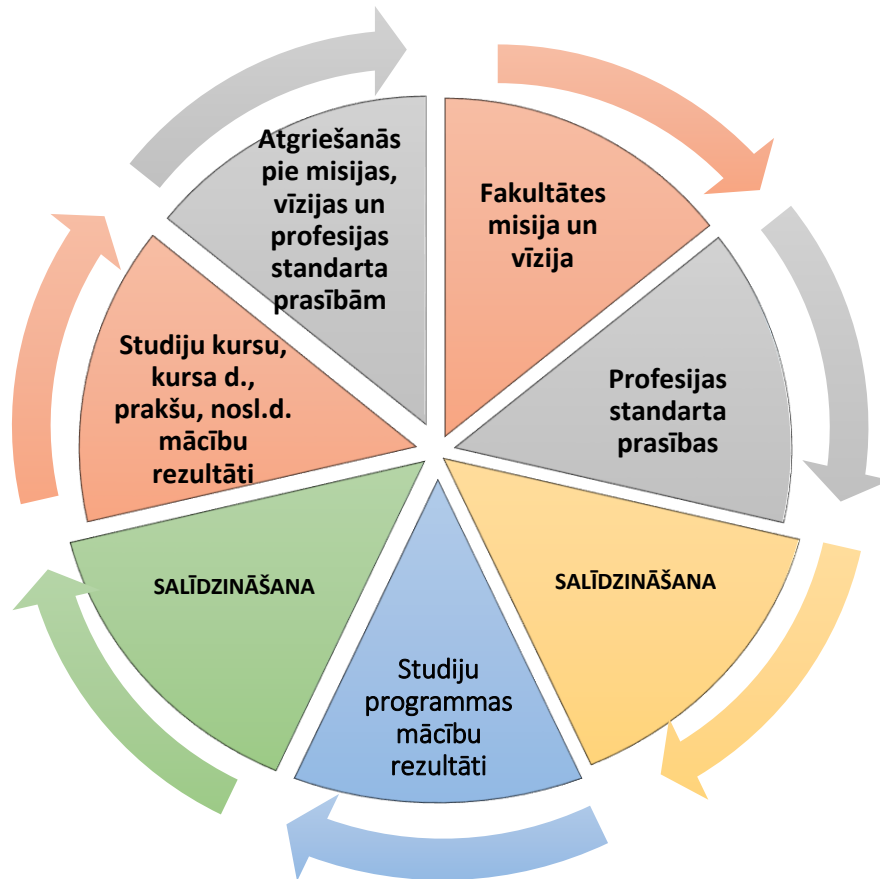 Fakultātes
misija un
vīzija
Profesijas
standarta
prasības
SALĪDZINĀŠANA
Studiju
programmas
mācību
rezultāti
SALĪDZINĀŠANA
Studiju kursu,
kursa d.,
prakšu, nosl.d.
mācību
rezultāti
Atgriešanās
pie misijas,
vīzijas un
profesijas
standarta
prasībām